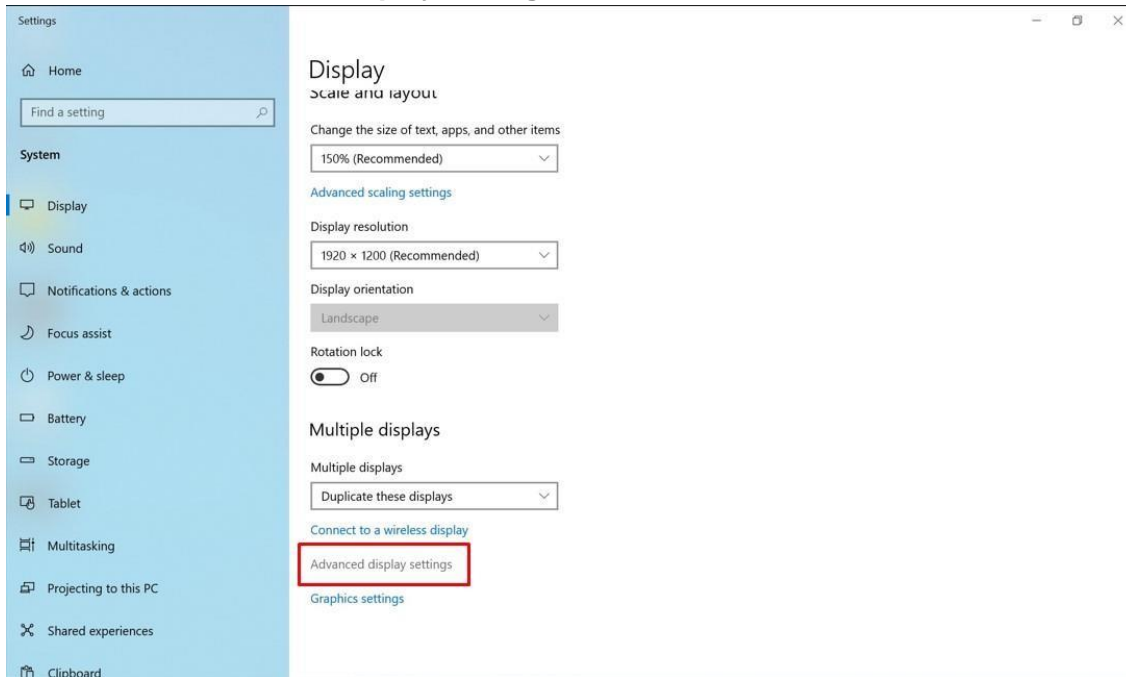 Settings
Home
Find a setting
System
Display
Sound
Notifications & actions
Focus assist
Power & sleep
Battery
Storage
Tablet
Multitasking
Projecting to this PC
Shared experiences
Clipboard
Display
Scale and layout
Change the size of text, apps, and other items
150% (Recommended)
Advanced scaling settings
Display resolution
1920 × 1200 (Recommended)
Display orientation
Landscape
Rotation lock
Off
Multiple displays
Multiple displays
Duplicate these displays
Connect to a wireless display
Advanced display settings
Graphics settings